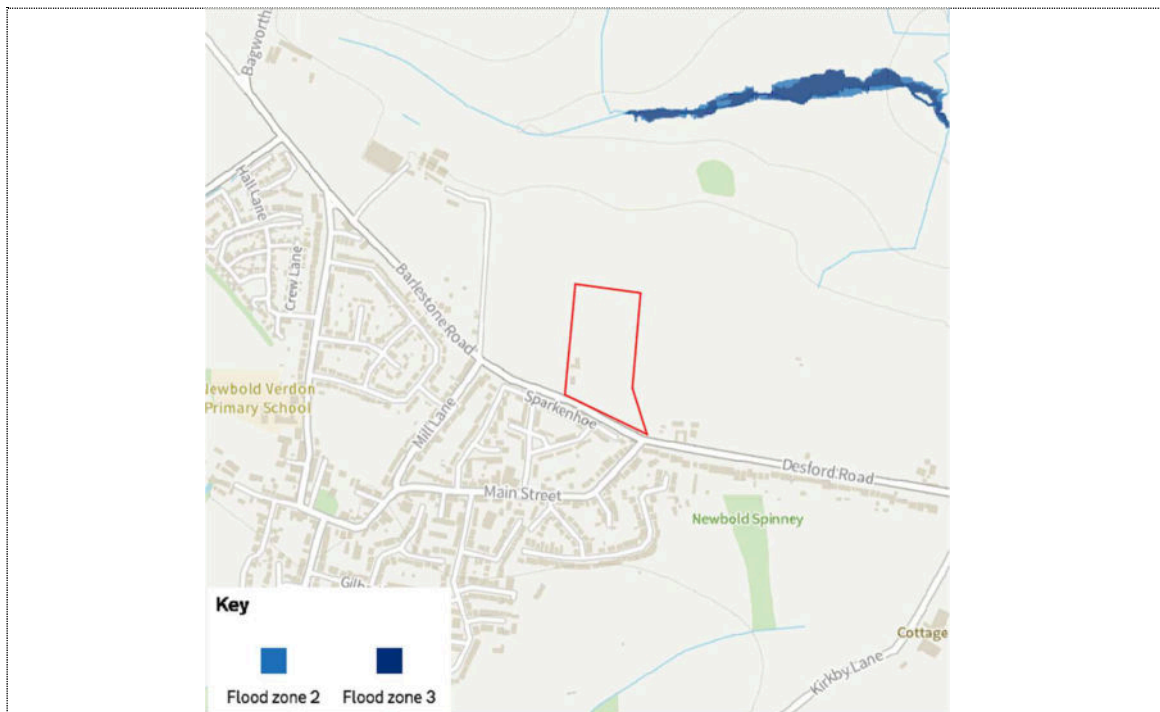 Bagworth
Hall Lane
Crew Lane
Barlestone Road
Newbold Verdon
Primary School
Mill Lane
Sparkenhoe
Main Street
Desford Road
Newbold Spinney
Gilb
Key
Flood zone 2 Flood zone 3
Cottage
Kirkby Lane